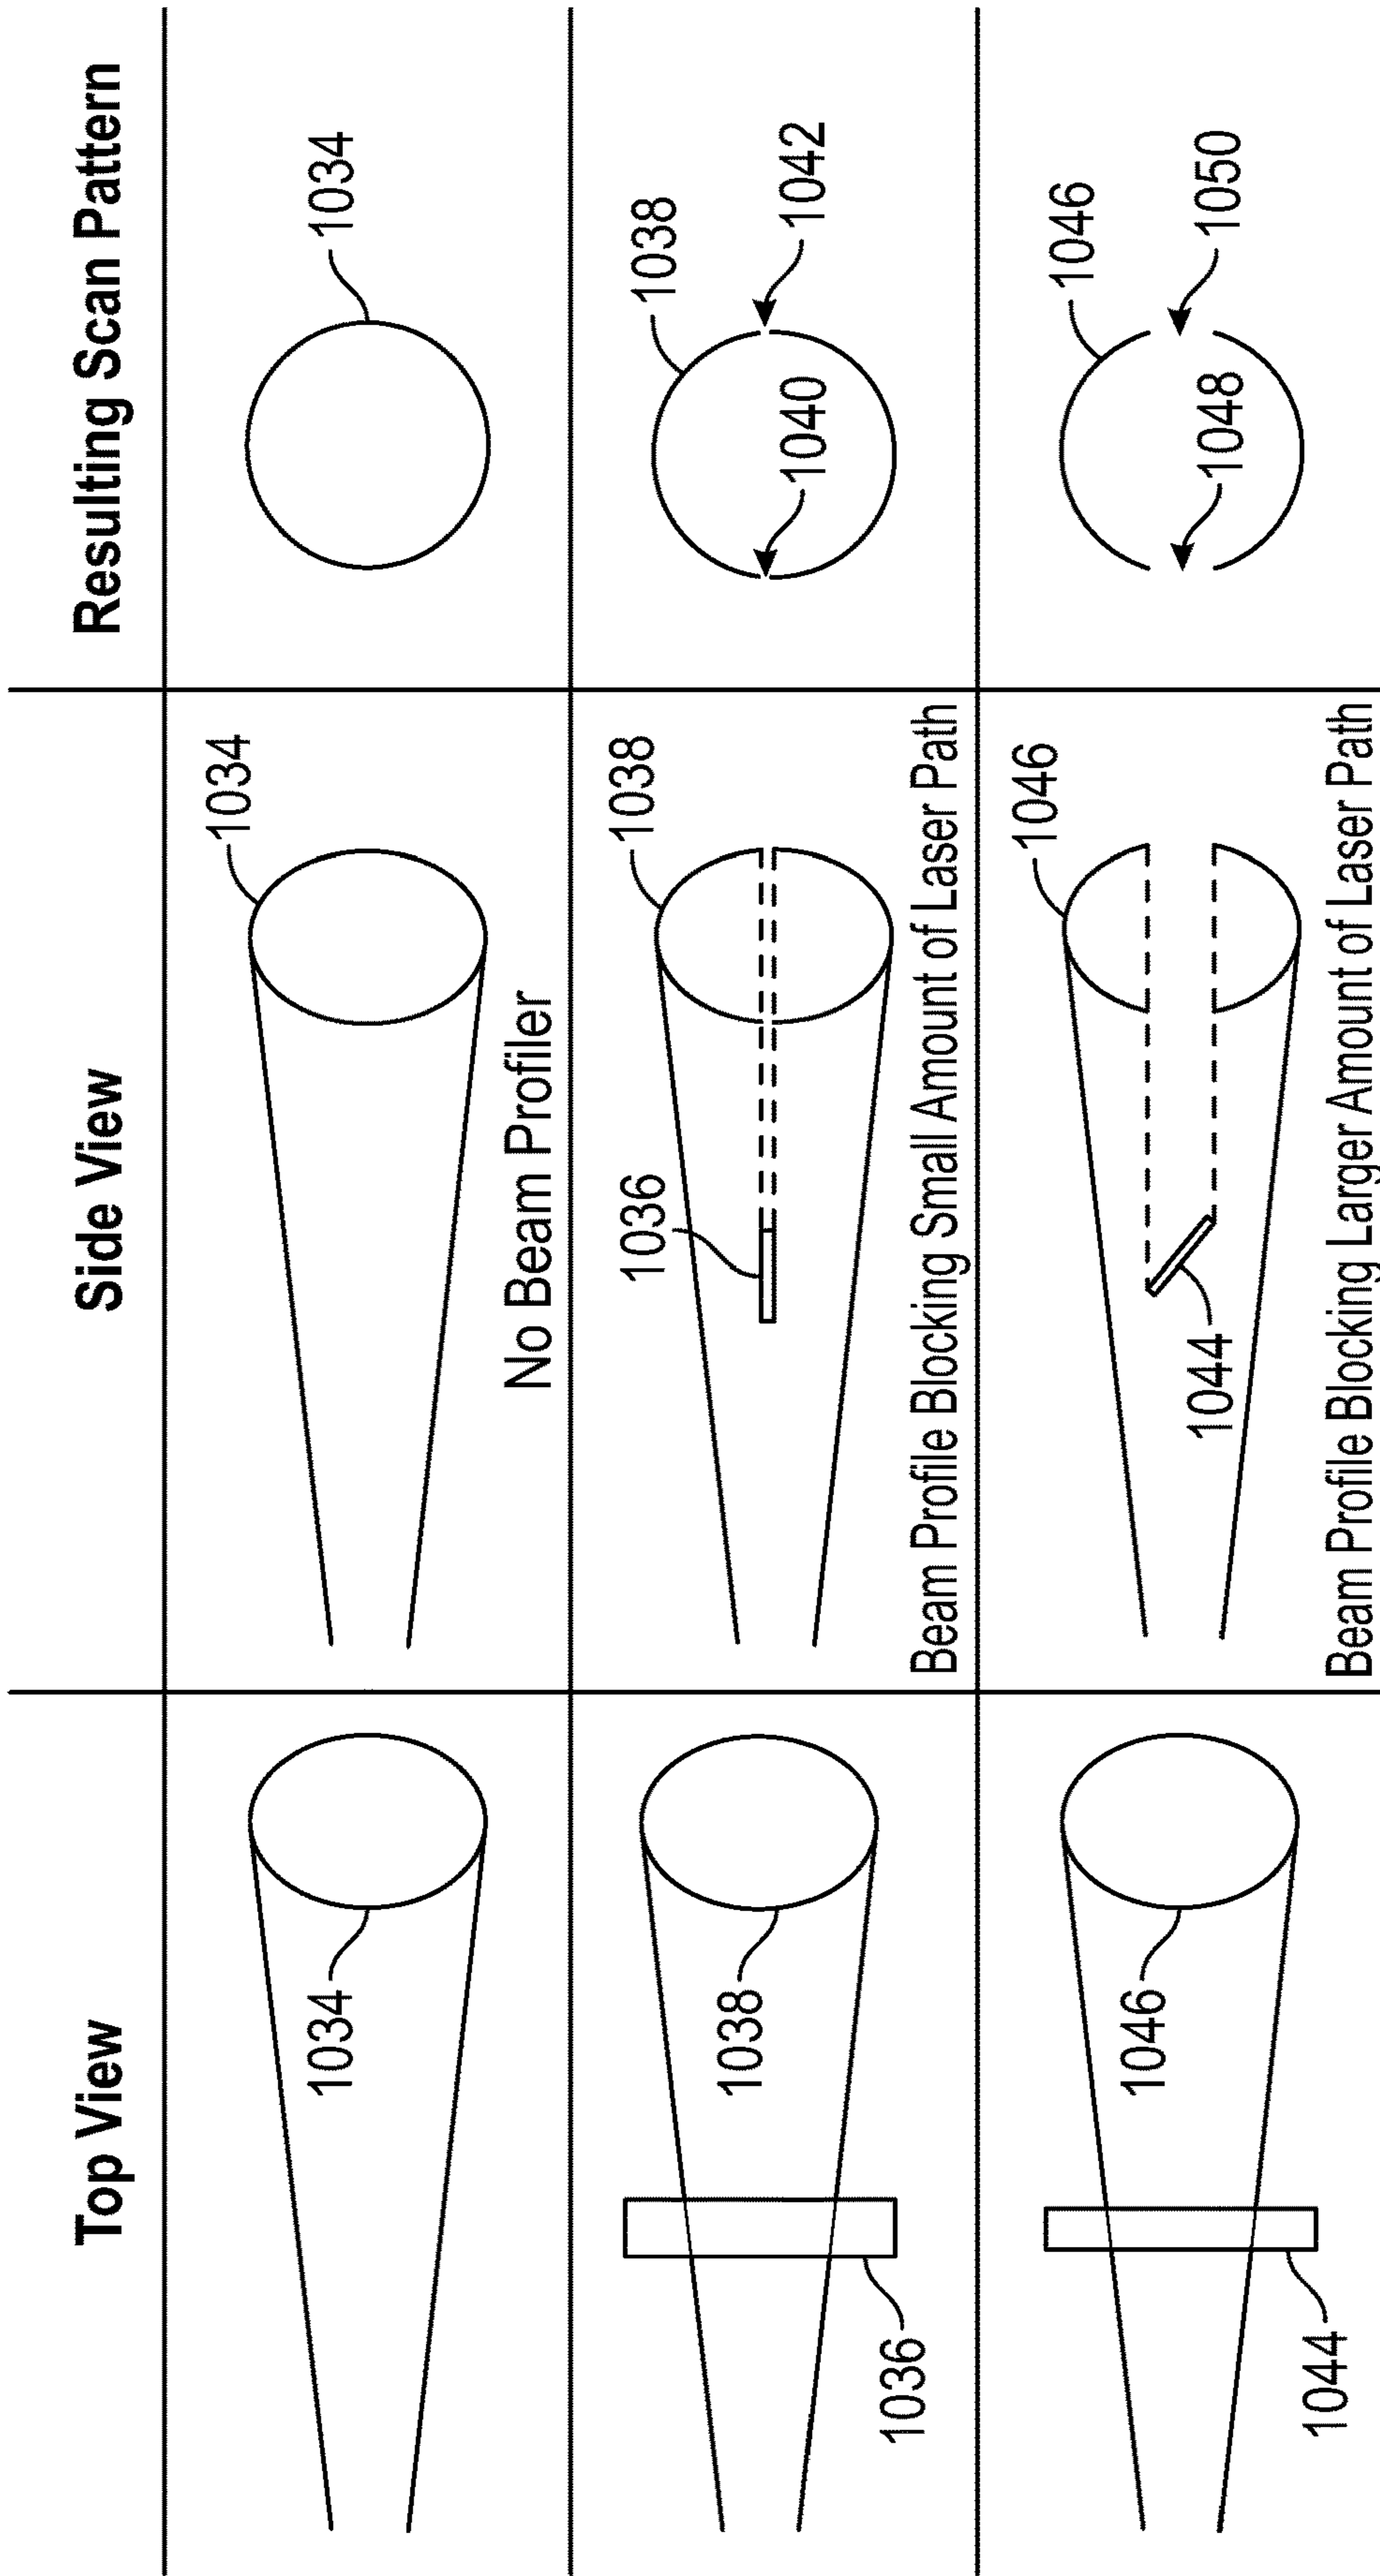 Top View
Side View
Resulting Scan Pattern
1034
1034
1034
No Beam Profiler
1036
1038
1036
1038
1038
1040
1042
Beam Profile Blocking Small Amount of Laser Path
1044
1046
1044
1046
1046
1048
1050
Beam Profile Blocking Larger Amount of Laser Path